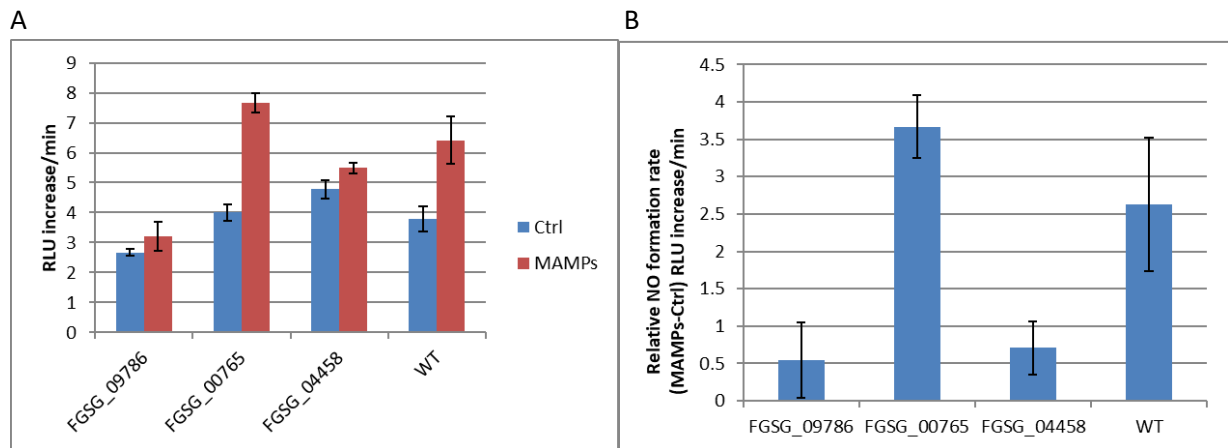 A
9
8
7
6
5
4
3
2
1
0
RLU increase/min
FGSG_09786
FGSG_00765
FGSG_04458
WT
Ctrl
MAMPs
B
4.5
4
3.5
3
2.5
2
1.5
1
0.5
0
Relative NO formation rate
(MAMPs-Ctrl) RLU increase/min
FGSG_09786 FGSG_00765 FGSG_04458 WT